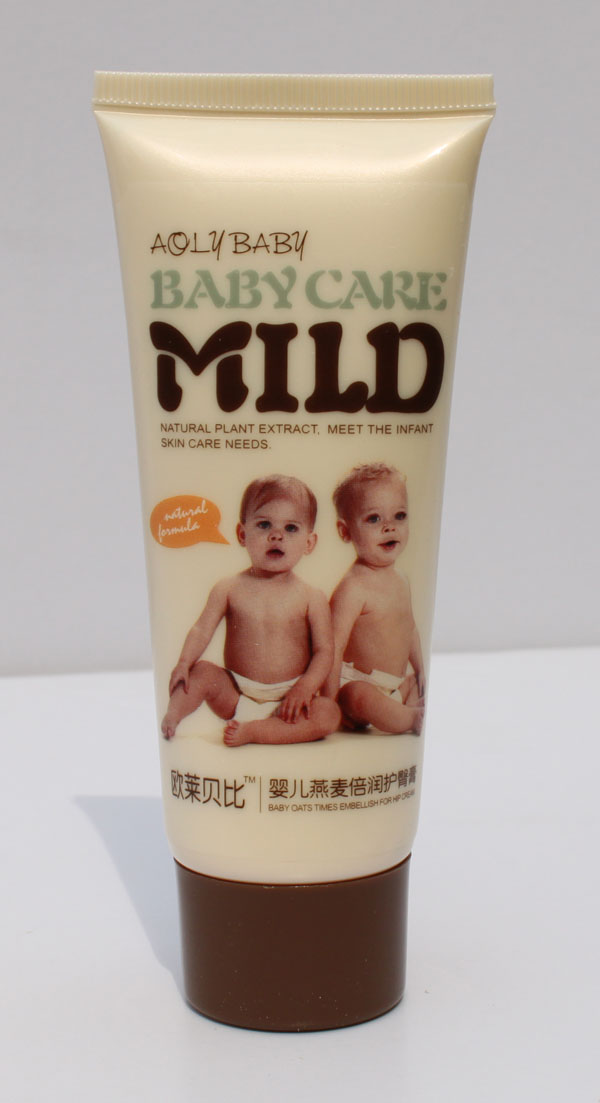 AOLY BABY
BABY CARE
MILD
NATURAL PLANT EXTRACT, MEET THE INFANT
SKIN CARE NEEDS.
natural
formula
欧莱贝比™
婴儿燕麦倍润护臀膏
BABY OATS TIMES EMBELLISH FOR HIP CREAM